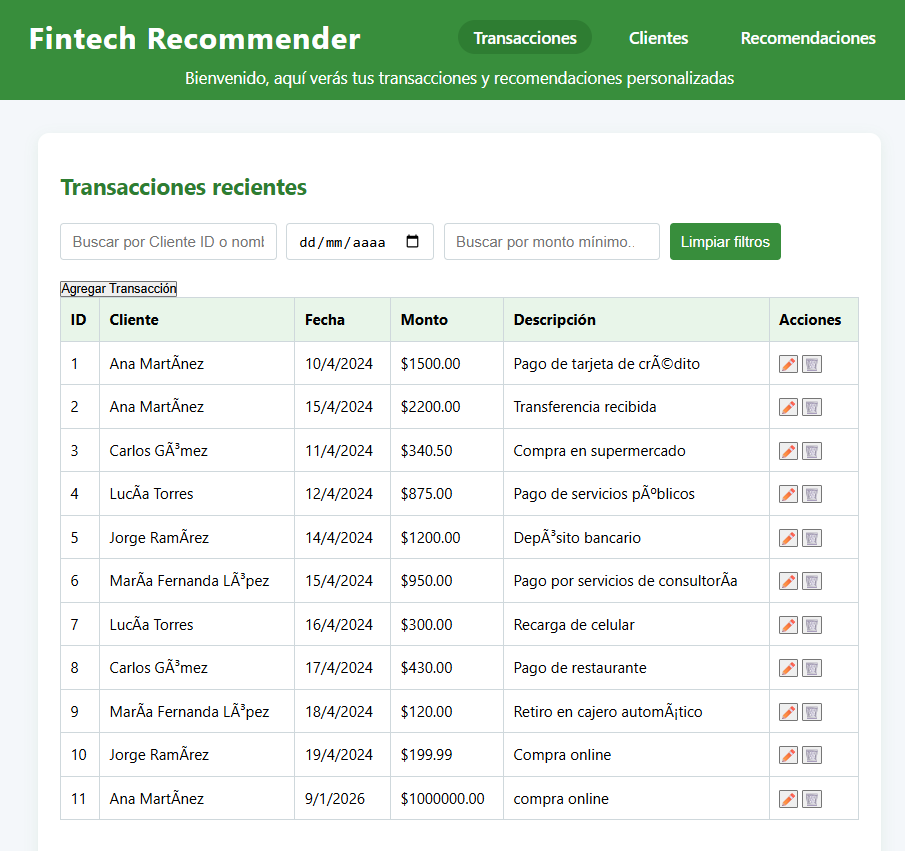 Fintech Recommender
Transacciones Clientes Recomendaciones
Bienvenido, aquí verás tus transacciones y recomendaciones personalizadas
Transacciones recientes
Buscar por Cliente ID o nomb dd/mm/aaaa Buscar por monto mínimo.. Limpiar filtros
Agregar Transacción
ID Cliente Fecha Monto Descripción Acciones
1 Ana MartÃnez 10/4/2024 $1500.00 Pago de tarjeta de crÃ©dito
2 Ana MartÃnez 15/4/2024 $2200.00 Transferencia recibida
3 Carlos GÃ³mez 11/4/2024 $340.50 Compra en supermercado
4 LucÃa Torres 12/4/2024 $875.00 Pago de servicios pÃºblicos
5 Jorge RamÃrez 14/4/2024 $1200.00 DepÃ³sito bancario
6 MarÃa Fernanda LÃ³pez 15/4/2024 $950.00 Pago por servicios de consultorÃa
7 LucÃa Torres 16/4/2024 $300.00 Recarga de celular
8 Carlos GÃ³mez 17/4/2024 $430.00 Pago de restaurante
9 MarÃa Fernanda LÃ³pez 18/4/2024 $120.00 Retiro en cajero automÃ¡tico
10 Jorge RamÃrez 19/4/2024 $199.99 Compra online
11 Ana MartÃnez 9/1/2026 $1000000.00 compra online